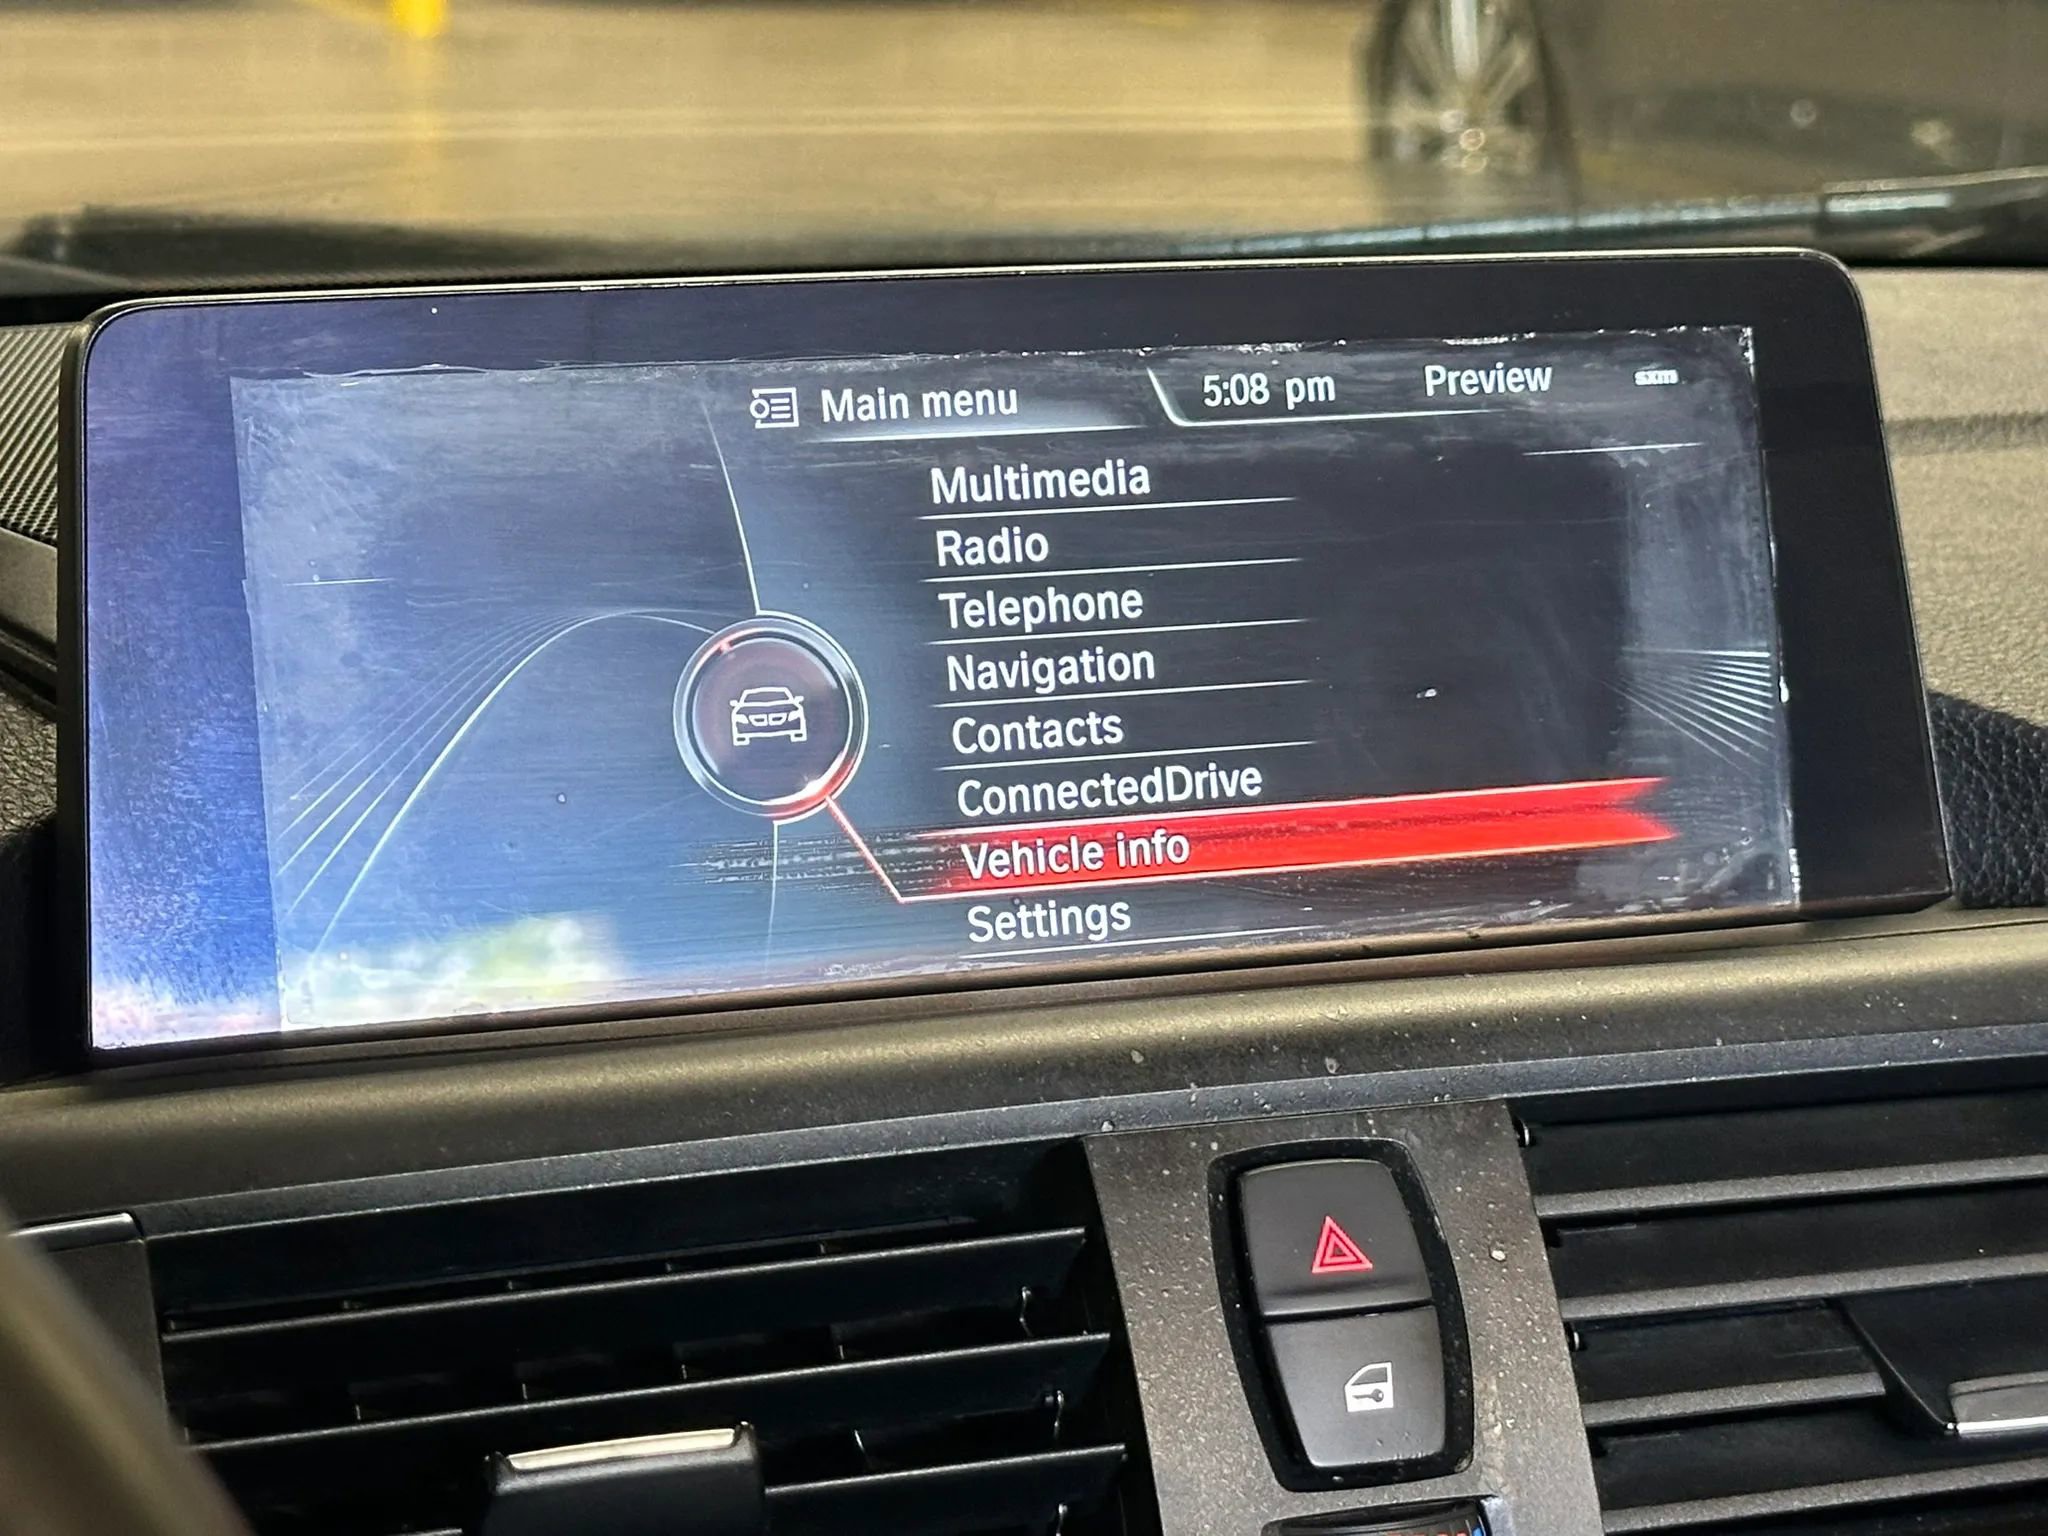 Main menu
5:08 pm
Preview
sxm
Multimedia
Radio
Telephone
Navigation
Contacts
ConnectedDrive
Vehicle info
Settings